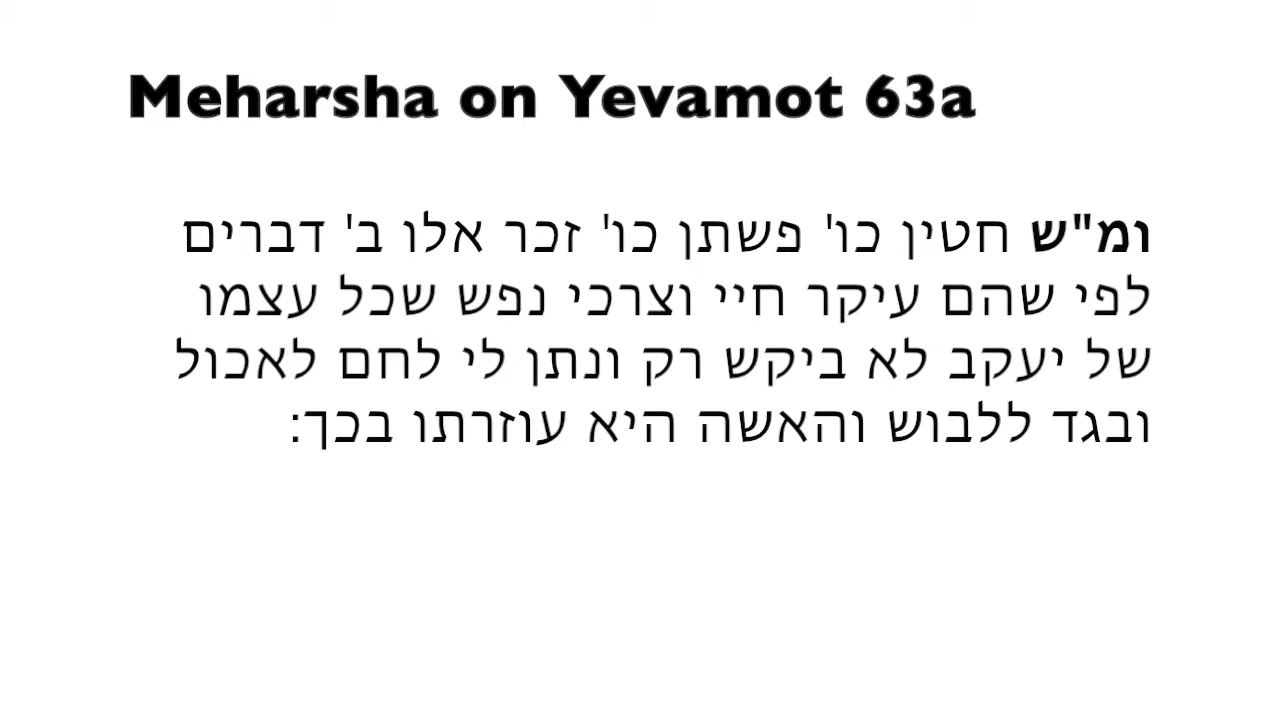 Meharsha on Yevamot 63a
ומ"ש חטין כו' פשתן כו' זכר אלו ב' דברים
לפי שהם עיקר חיי וצרכי נפש שכל עצמו
של יעקב לא ביקש רק ונתן לי לחם לאכול
ובגד ללבוש והאשה היא עוזרתו בכך: